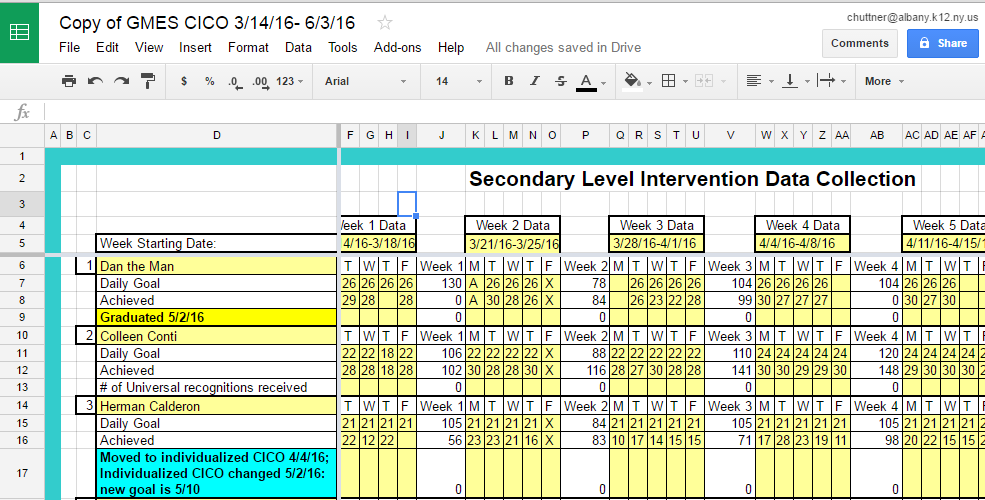 Copy of GMES CICO 3/14/16- 6/3/16
chuttner@albany.k12.ny.us
File Edit View Insert Format Data Tools Add-ons Help All changes saved in Drive
Comments Share
$ % .0 .00 123 Arial 14 B I S A More
fx
A B C D F G H I J K L M N O P Q R S T U V W X Y Z AA AB AC AD AE AF
1
2 Secondary Level Intervention Data Collection
3
4 Week 1 Data Week 2 Data Week 3 Data Week 4 Data Week 5 Data
5 Week Starting Date: 4/16-3/18/16 3/21/16-3/25/16 3/28/16-4/1/16 4/4/16-4/8/16 4/11/16-4/15/1
6 1 Dan the Man T W T F Week 1 M T W T F Week 2 M T W T F Week 3 M T W T F Week 4 M T W T F
7 Daily Goal 26 26 26 26 130 A 26 26 26 X 78 26 26 26 26 104 26 26 26 26 104 26 26 26
8 Achieved 29 28 28 0 A 30 28 26 X 84 26 23 22 28 99 30 27 27 27 0 30 27 30
9 Graduated 5/2/16 0 0 0 0
10 2 Colleen Conti T W T F Week 1 M T W T F Week 2 M T W T F Week 3 M T W T F Week 4 M T W T F
11 Daily Goal 22 22 18 22 106 22 22 22 22 X 88 22 22 22 22 22 110 24 24 24 24 24 120 24 24 24 24 2
12 Achieved 28 28 18 28 102 30 28 28 30 X 116 28 27 30 28 28 141 30 30 29 29 30 148 29 30 30 30 2
13 # of Universal recognitions received 0 0 0 0
14 3 Herman Calderon T W T F Week 1 M T W T F Week 2 M T W T F Week 3 M T W T F Week 4 M T W T F
15 Daily Goal 21 21 21 21 105 21 21 21 21 X 84 21 21 21 21 21 105 21 21 21 21 21 105 21 21 21 21 2
16 Achieved 22 12 22 56 23 23 21 16 X 83 10 17 14 15 15 71 17 28 23 19 11 98 20 22 15 15 2
Moved to individualized CICO 4/4/16;
17 Individualized CICO changed 5/2/16:
new goal is 5/10 0 0 0 0